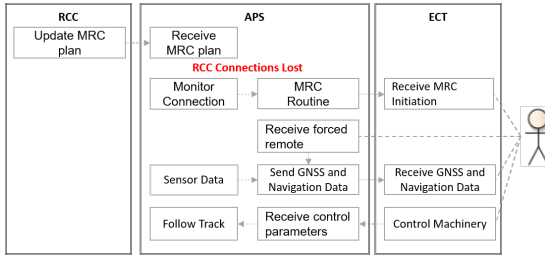 RCC
APS
ECT
Update MRC
plan
Receive
MRC plan
RCC Connections Lost
Monitor
Connection
MRC
Routine
Receive MRC
Initiation
Receive forced
remote
Sensor Data
Send GNSS and
Navigation Data
Receive GNSS and
Navigation Data
Follow Track
Receive control
parameters
Control Machinery